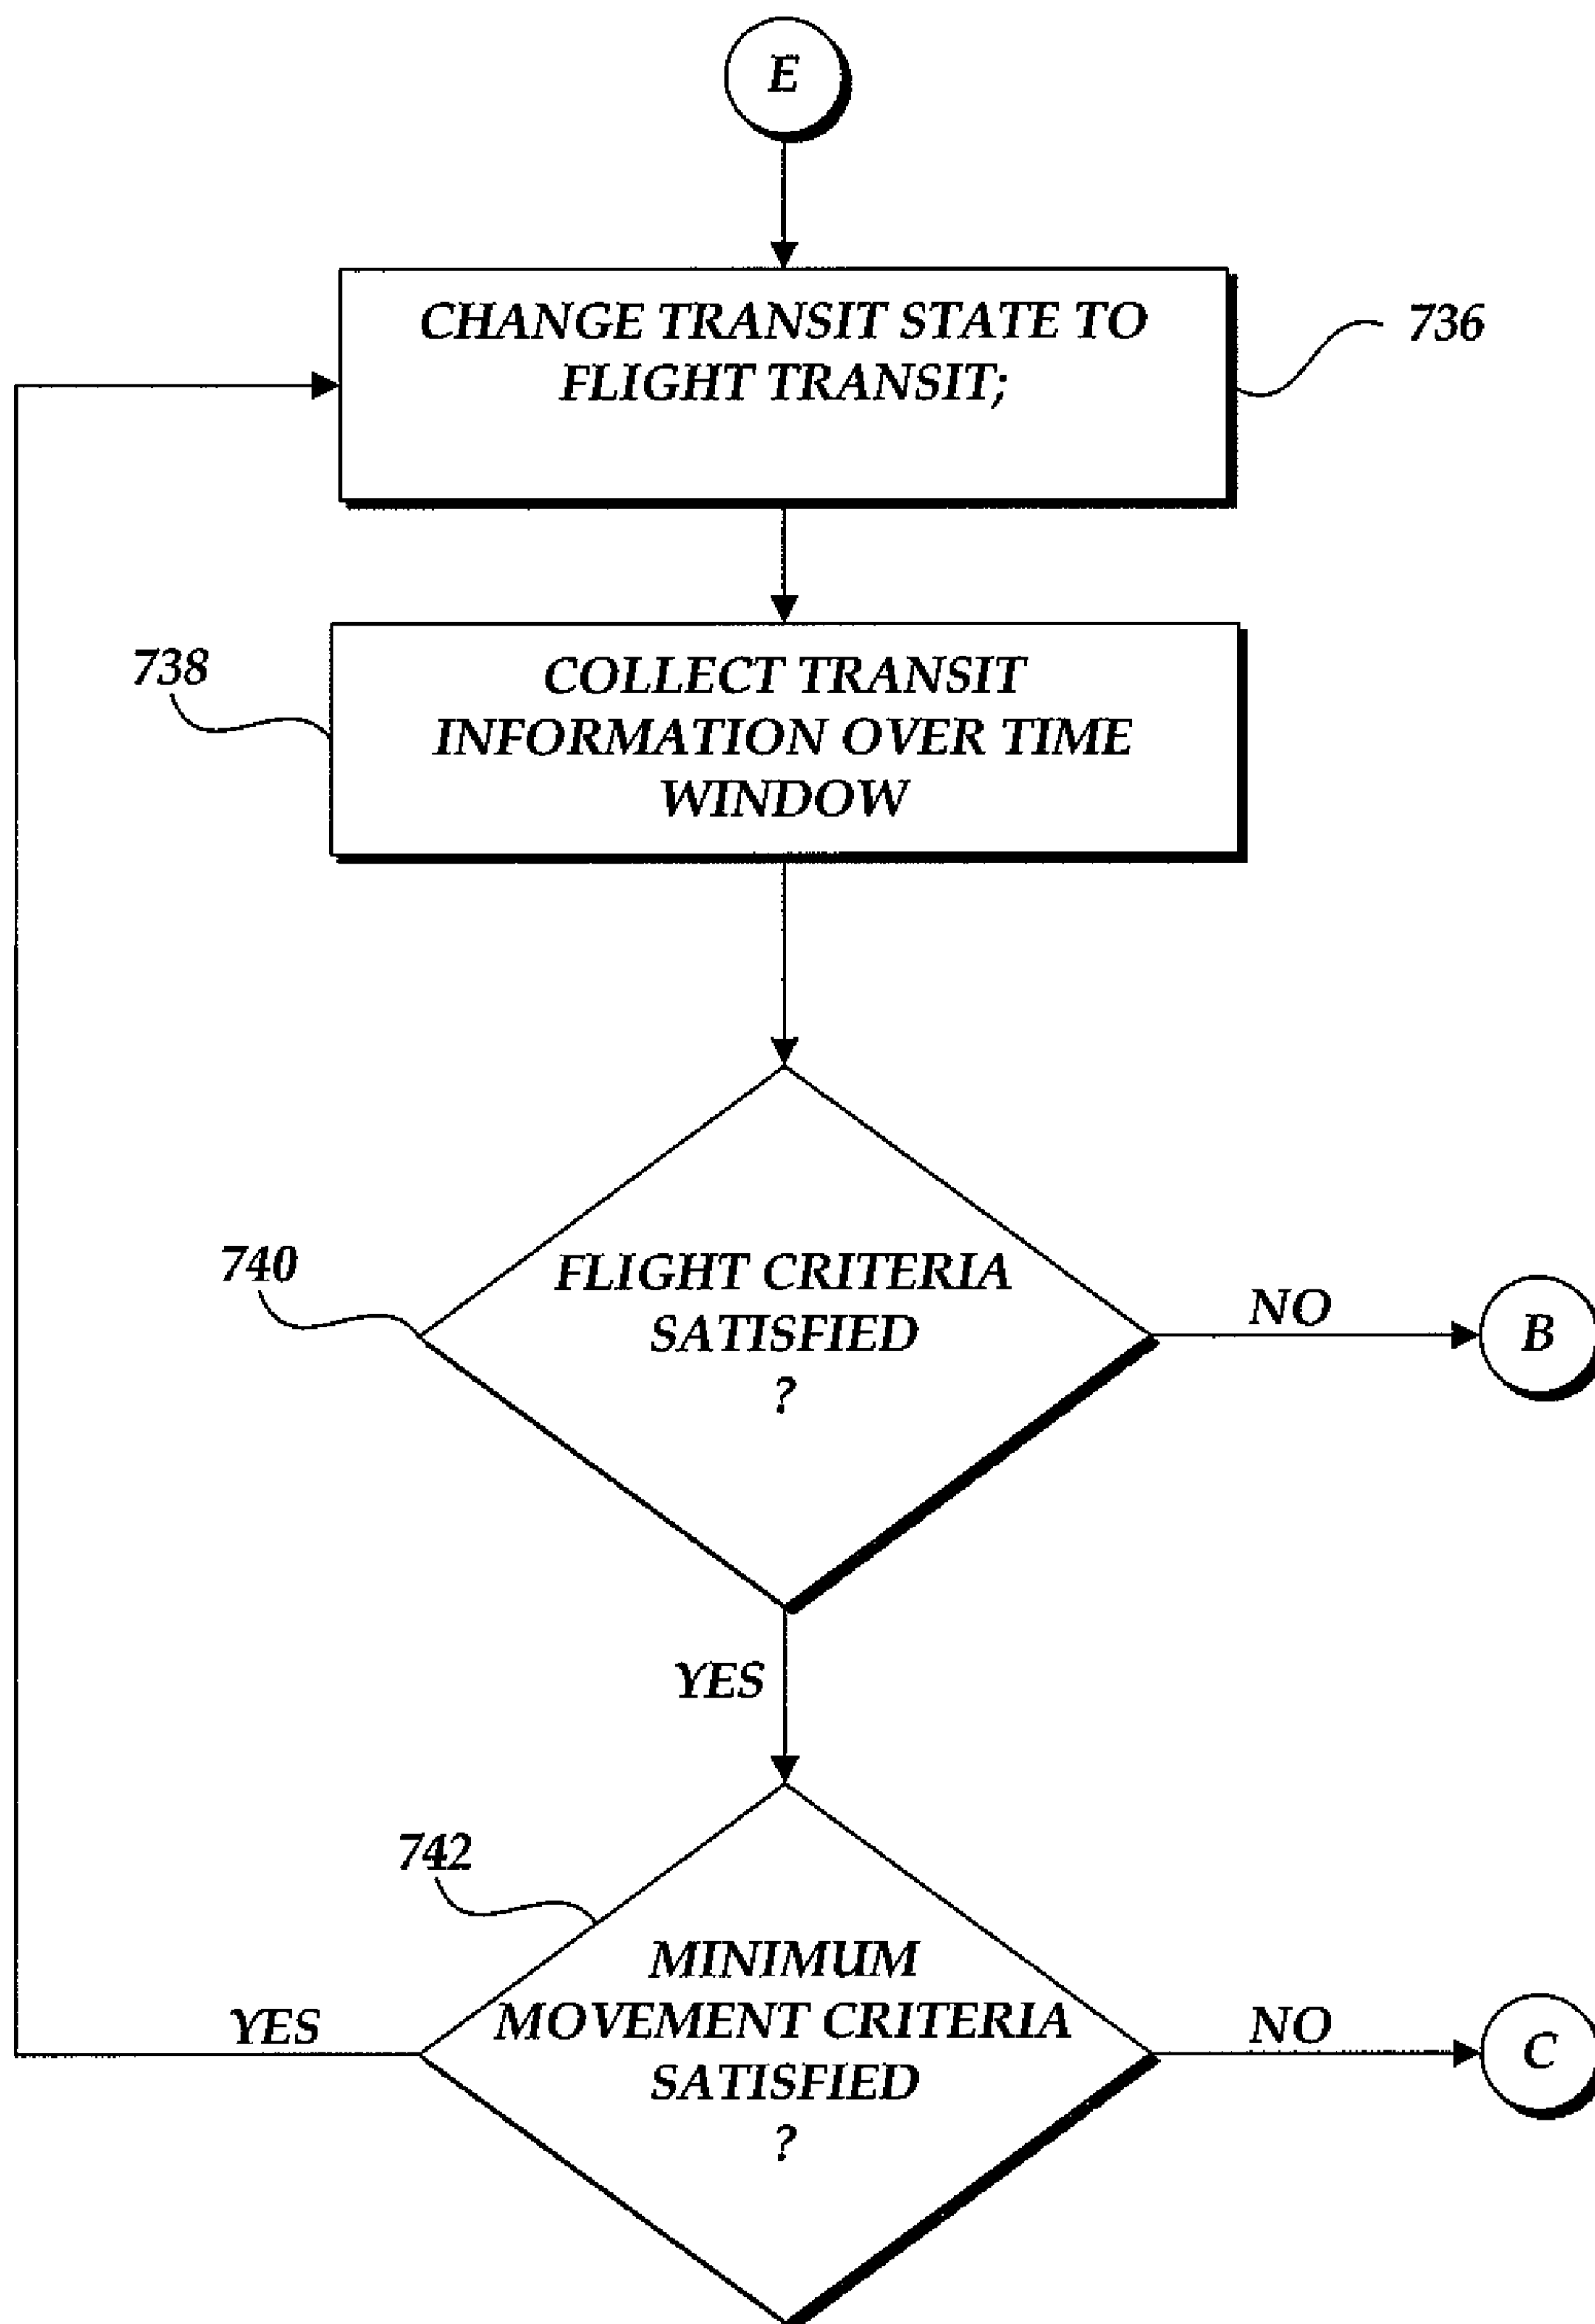 E
CHANGE TRANSIT STATE TO
FLIGHT TRANSIT;
736
738
COLLECT TRANSIT
INFORMATION OVER TIME
WINDOW
740
FLIGHT CRITERIA
SATISFIED
?
NO
B
YES
742
MINIMUM
MOVEMENT CRITERIA
SATISFIED
?
YES
NO
C